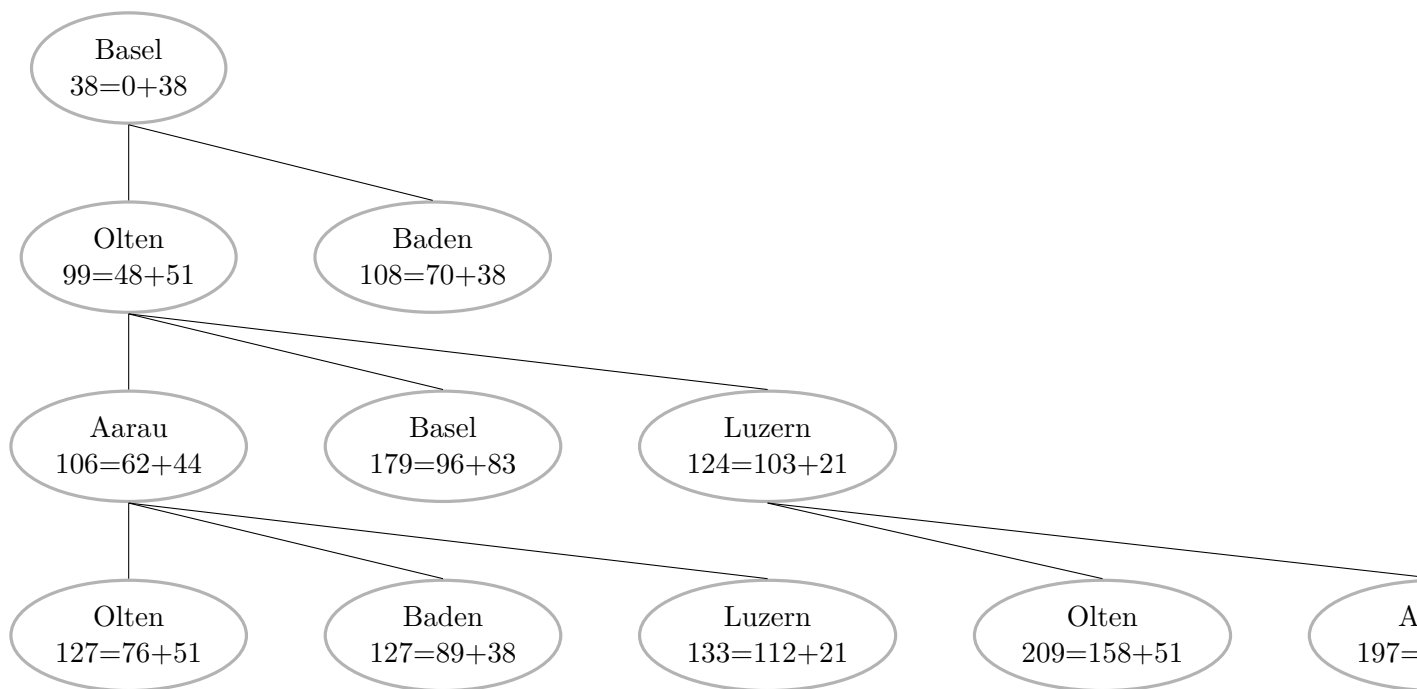 Basel
38=0+38
Olten
99=48+51
Baden
108=70+38
Aarau
106=62+44
Basel
179=96+83
Luzern
124=103+21
Olten
127=76+51
Baden
127=89+38
Luzern
133=112+21
Olten
209=158+51
A
197=